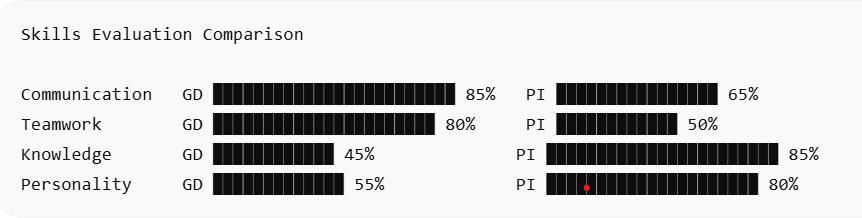 Skills Evaluation Comparison
Communication GD 85% PI 65%
Teamwork GD 80% PI 50%
Knowledge GD 45% PI 85%
Personality GD 55% PI 80%